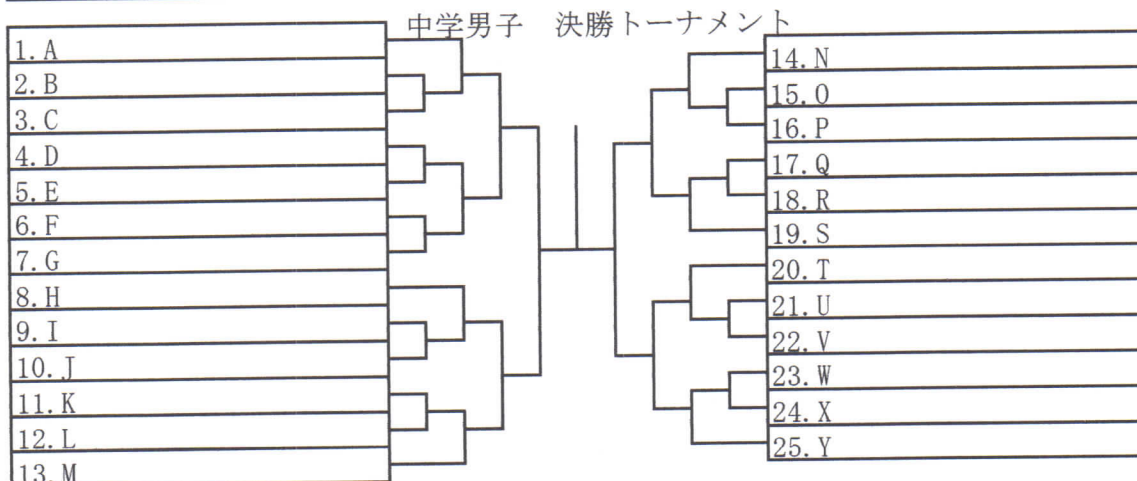 中学男子　決勝トーナメント
1. A
2. B
3. C
4. D
5. E
6. F
7. G
8. H
9. I
10. J
11. K
12. L
13. M
14. N
15. O
16. P
17. Q
18. R
19. S
20. T
21. U
22. V
23. W
24. X
25. Y